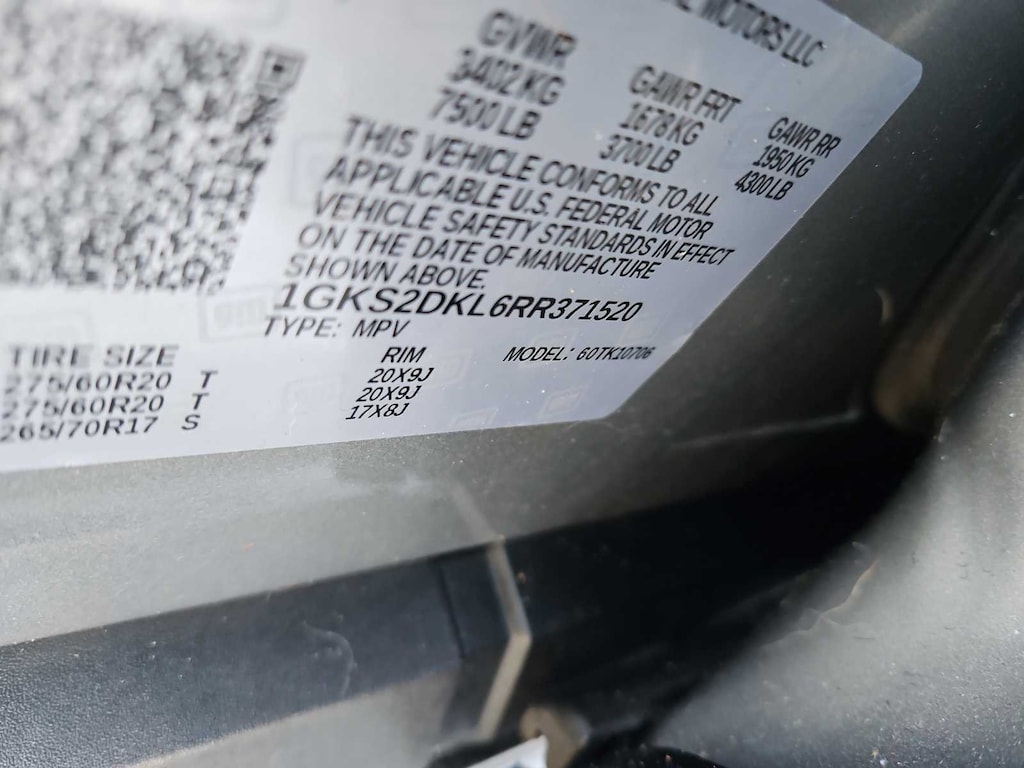 MOTORS LLC
GVWR
3402 KG
7500 LB
GAWR FRT
1678 KG
3700 LB
GAWR RR
1950 KG
4300 LB
THIS VEHICLE CONFORMS TO ALL
APPLICABLE U.S. FEDERAL MOTOR
VEHICLE SAFETY STANDARDS IN EFFECT
ON THE DATE OF MANUFACTURE
SHOWN ABOVE.
1GKS2DKL6RR371520
TYPE: MPV
MODEL: 60TK10706
TIRE SIZE RIM
275/60R20 T 20X9J
275/60R20 T 20X9J
265/70R17 S 17X8J